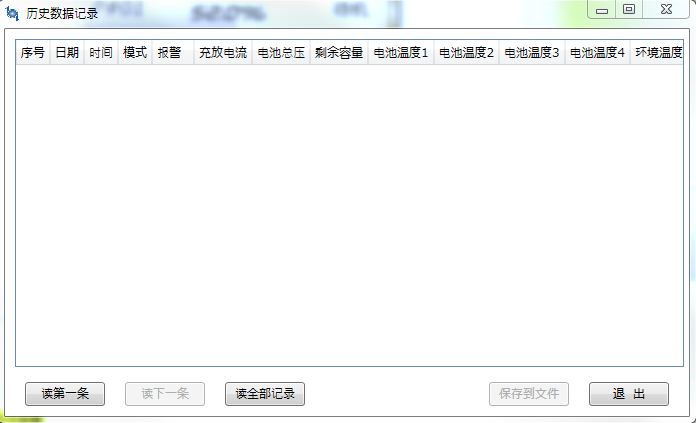 历史数据记录
序号 日期 时间 模式 报警 充放电流 电池总压 剩余容量 电池温度1 电池温度2 电池温度3 电池温度4 环境温度
读第一条 读下一条 读全部记录 保存到文件 退 出